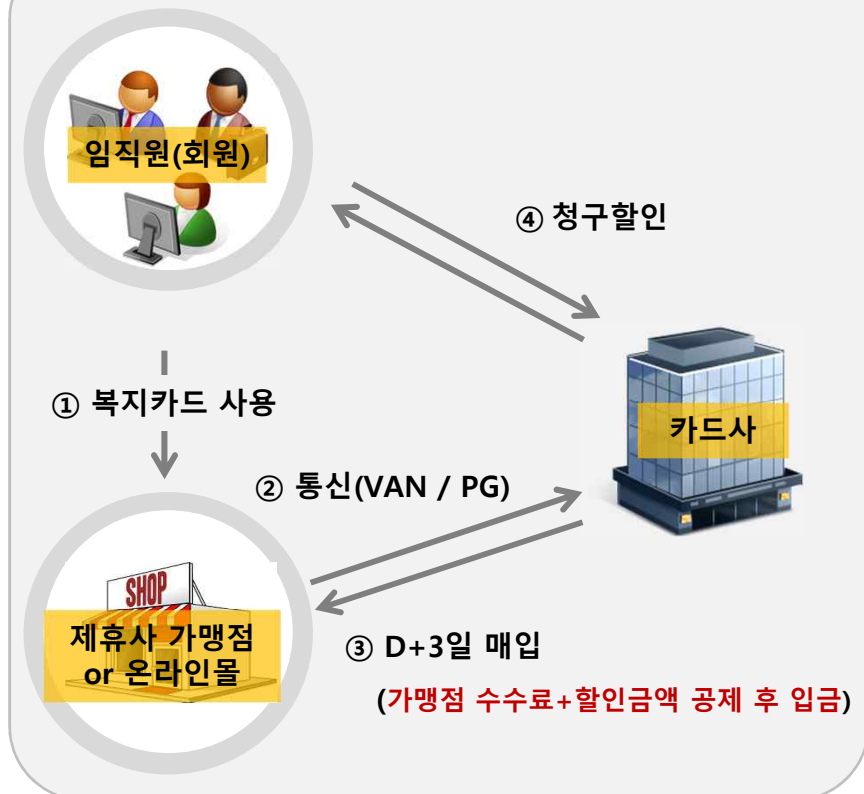 임직원(회원)
④ 청구할인
① 복지카드 사용
카드사
② 통신(VAN / PG)
SHOP
제휴사 가맹점
or 온라인몰
③ D+3일 매입
(가맹점 수수료+할인금액 공제 후 입금)